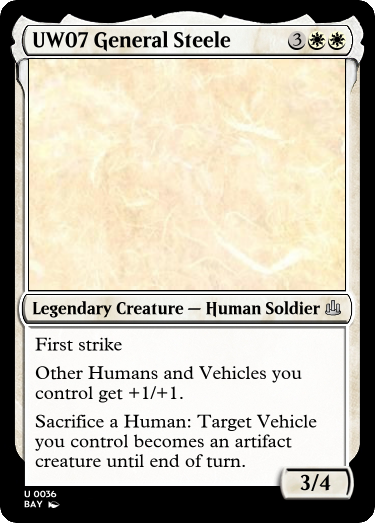 UW07 General Steele 3
Legendary Creature — Human Soldier
First strike
Other Humans and Vehicles you
control get +1/+1.
Sacrifice a Human: Target Vehicle
you control becomes an artifact
creature until end of turn.
3/4
U 0036
BAY